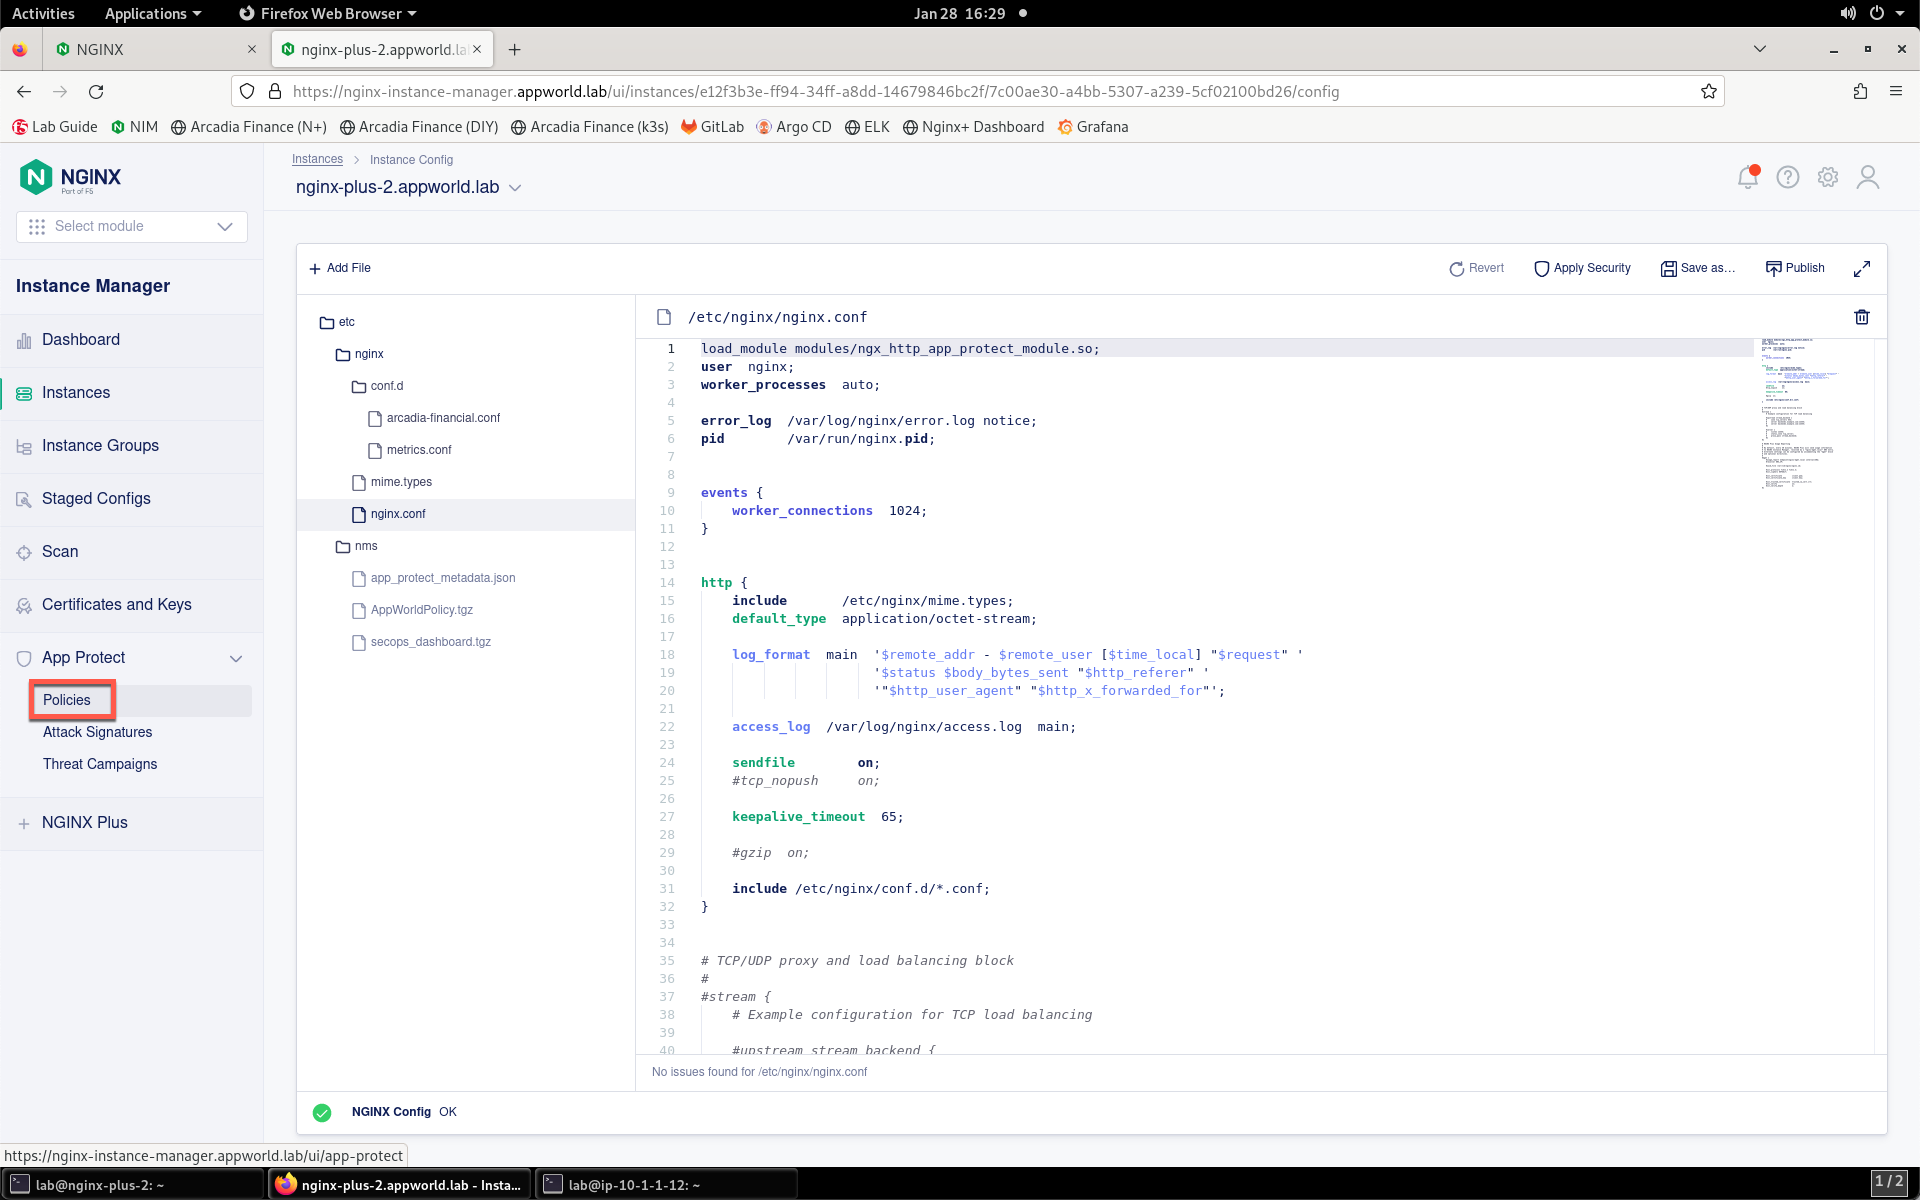 Activities Applications Firefox Web Browser Jan 28 16:29
NGINX nginx-plus-2.appworld.la
https://nginx-instance-manager.appworld.lab/ui/instances/e12f3b3e-ff94-34ff-a8dd-14679846bc2f/7c00ae30-a4bb-5307-a239-5cf02100bd26/config
Lab Guide NIM Arcadia Finance (N+) Arcadia Finance (DIY) Arcadia Finance (k3s) GitLab Argo CD ELK Nginx+ Dashboard Grafana
NGINX
Part of F5
Select module
Instance Manager
Dashboard
Instances
Instance Groups
Staged Configs
Scan
Certificates and Keys
App Protect
Policies
Attack Signatures
Threat Campaigns
NGINX Plus
Instances > Instance Config
nginx-plus-2.appworld.lab
+ Add File
Revert Apply Security Save as... Publish
etc
nginx
conf.d
arcadia-financial.conf
metrics.conf
mime.types
nginx.conf
nms
app_protect_metadata.json
AppWorldPolicy.tgz
secops_dashboard.tgz
/etc/nginx/nginx.conf
1 load_module modules/ngx_http_app_protect_module.so;
2 user  nginx;
3 worker_processes  auto;
4
5 error_log  /var/log/nginx/error.log notice;
6 pid        /var/run/nginx.pid;
7
8
9 events {
10     worker_connections  1024;
11 }
12
13
14 http {
15     include       /etc/nginx/mime.types;
16     default_type  application/octet-stream;
17
18     log_format  main  '$remote_addr - $remote_user [$time_local] "$request" '
19                       '$status $body_bytes_sent "$http_referer" '
20                       '"$http_user_agent" "$http_x_forwarded_for"';
21
22     access_log  /var/log/nginx/access.log  main;
23
24     sendfile        on;
25     #tcp_nopush     on;
26
27     keepalive_timeout  65;
28
29     #gzip  on;
30
31     include /etc/nginx/conf.d/*.conf;
32 }
33
34
35 # TCP/UDP proxy and load balancing block
36 #
37 #stream {
38     # Example configuration for TCP load balancing
39
40     #upstream stream_backend {
No issues found for /etc/nginx/nginx.conf
NGINX Config OK
https://nginx-instance-manager.appworld.lab/ui/app-protect
lab@nginx-plus-2: ~ nginx-plus-2.appworld.lab - Insta... lab@ip-10-1-1-12: ~ 1 / 2